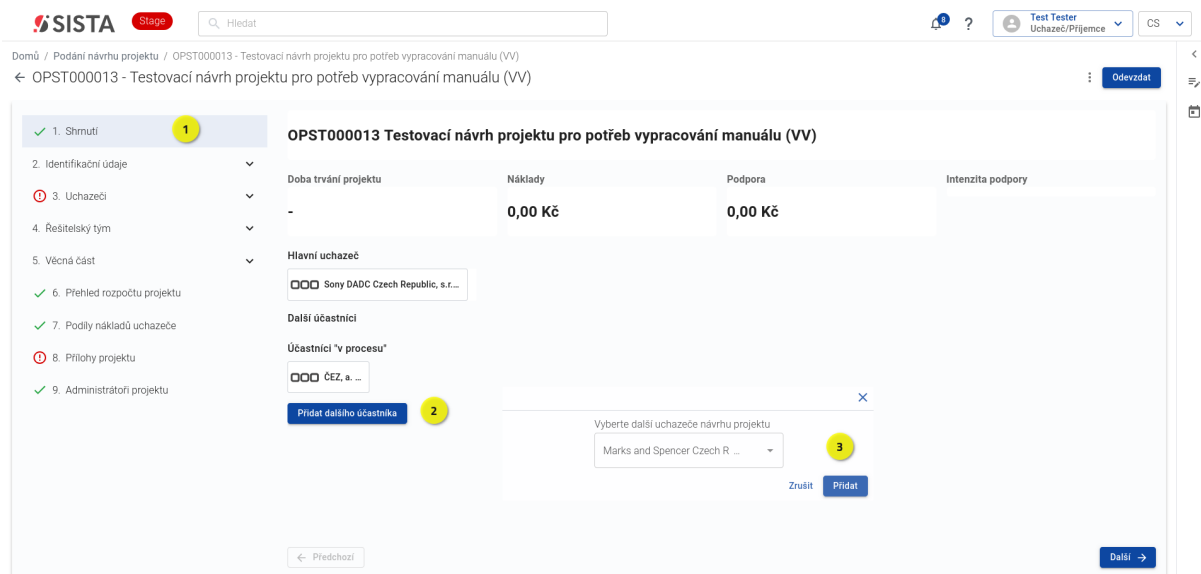 SISTA
Stage
Hledat
8
?
Test Tester
Uchazeč/Příjemce
CS
Domů / Podání návrhu projektu / OPST000013 - Testovací návrh projektu pro potřeb vypracování manuálu (VV)
OPST000013 - Testovací návrh projektu pro potřeb vypracování manuálu (VV)
Odevzdat
1. Shrnutí
1
2. Identifikační údaje
3. Uchazeči
4. Řešitelský tým
5. Věcná část
6. Přehled rozpočtu projektu
7. Podíly nákladů uchazeče
8. Přílohy projektu
9. Administrátoři projektu
OPST000013 Testovací návrh projektu pro potřeb vypracování manuálu (VV)
Doba trvání projektu Náklady Podpora Intenzita podpory
- 0,00 Kč 0,00 Kč
Hlavní uchazeč
Sony DADC Czech Republic, s.r....
Další účastníci
Účastníci "v procesu"
ČEZ, a. ...
Přidat dalšího účastníka
2
Vyberte další uchazeče návrhu projektu
Marks and Spencer Czech R ...
3
Zrušit Přidat
Předchozí
Další